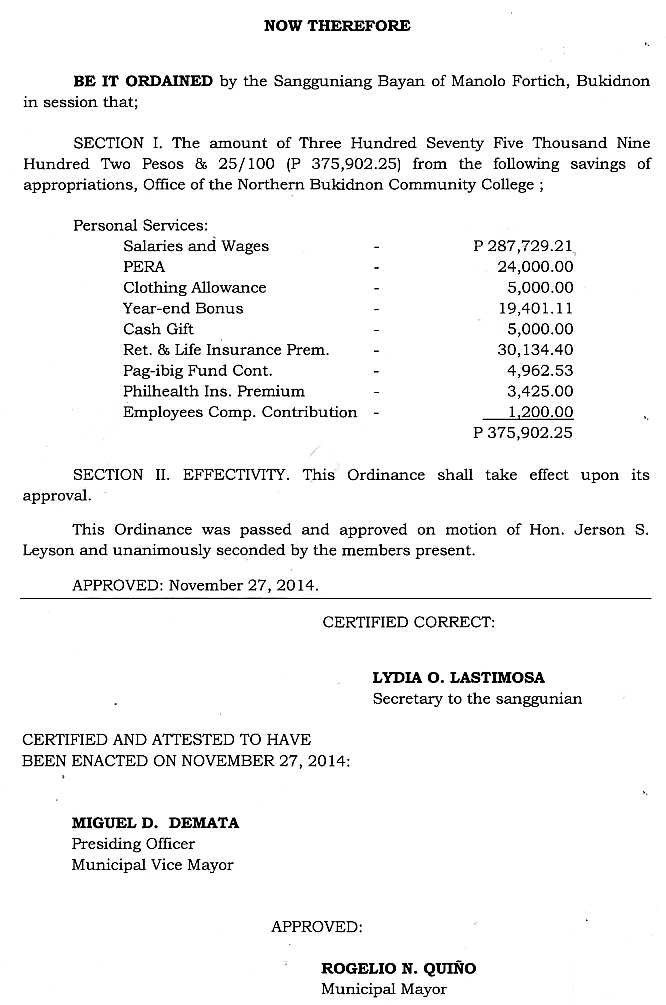 NOW THEREFORE
BE IT ORDAINED by the Sangguniang Bayan of Manolo Fortich, Bukidnon
in session that;
SECTION I. The amount of Three Hundred Seventy Five Thousand Nine
Hundred Two Pesos & 25/100 (P 375,902.25) from the following savings of
appropriations, Office of the Northern Bukidnon Community College ;
Personal Services:
Salaries and Wages - P 287,729.21
PERA - 24,000.00
Clothing Allowance - 5,000.00
Year-end Bonus - 19,401.11
Cash Gift - 5,000.00
Ret. & Life Insurance Prem. - 30,134.40
Pag-ibig Fund Cont. - 4,962.53
Philhealth Ins. Premium - 3,425.00
Employees Comp. Contribution - 1,200.00
P 375,902.25
SECTION II. EFFECTIVITY. This Ordinance shall take effect upon its
approval.
This Ordinance was passed and approved on motion of Hon. Jerson S.
Leyson and unanimously seconded by the members present.
APPROVED: November 27, 2014.
CERTIFIED CORRECT:
LYDIA O. LASTIMOSA
Secretary to the sanggunian
CERTIFIED AND ATTESTED TO HAVE
BEEN ENACTED ON NOVEMBER 27, 2014:
MIGUEL D. DEMATA
Presiding Officer
Municipal Vice Mayor
APPROVED:
ROGELIO N. QUIÑO
Municipal Mayor